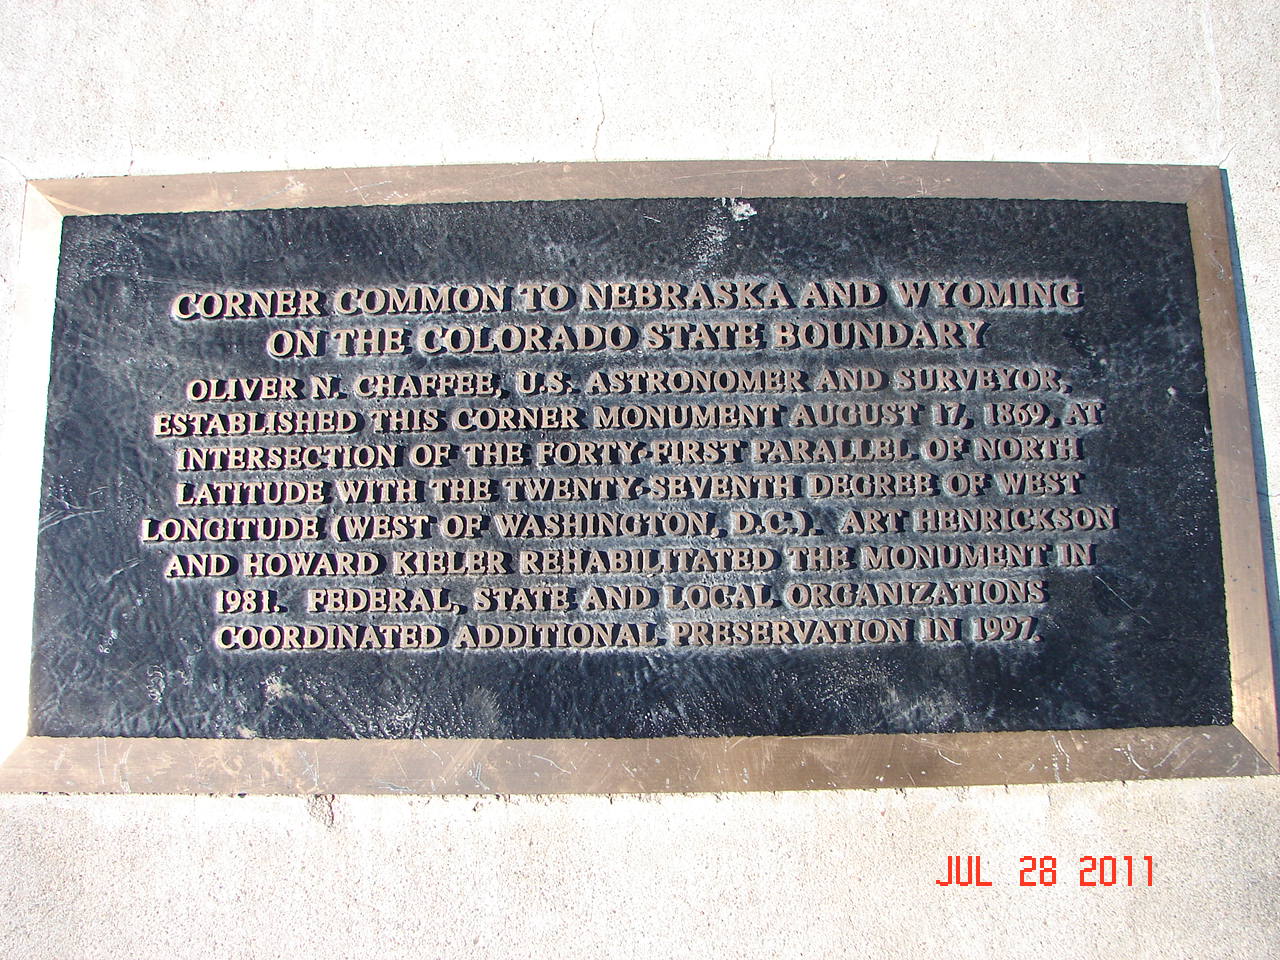 CORNER COMMON TO NEBRASKA AND WYOMING
ON THE COLORADO STATE BOUNDARY
OLIVER N. CHAFFEE, U.S. ASTRONOMER AND SURVEYOR,
ESTABLISHED THIS CORNER MONUMENT AUGUST 17, 1869, AT
INTERSECTION OF THE FORTY-FIRST PARALLEL OF NORTH
LATITUDE WITH THE TWENTY-SEVENTH DEGREE OF WEST
LONGITUDE (WEST OF WASHINGTON, D.C.). ART HENRICKSON
AND HOWARD KIELER REHABILITATED THE MONUMENT IN
1981. FEDERAL, STATE AND LOCAL ORGANIZATIONS
COORDINATED ADDITIONAL PRESERVATION IN 1997.
JUL 28 2011